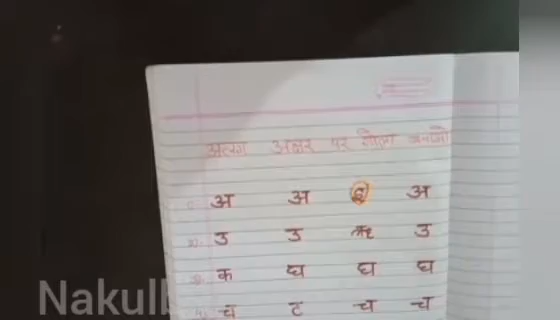 अलग अक्षर पर गोला बनाओ
अ अ इ अ
उ उ ऋ उ
क घ घ घ
च ट च च
Nakul